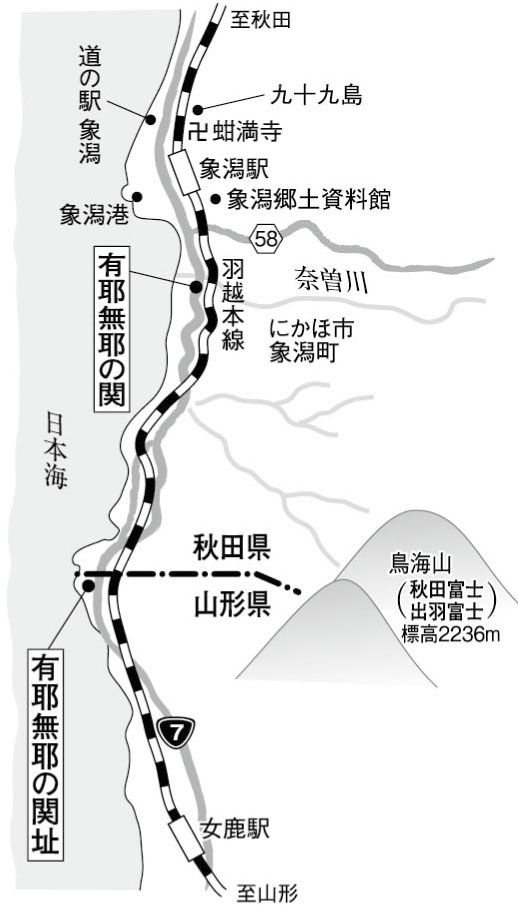 至秋田
道の駅 象潟
九十九島
卍蚶満寺
象潟駅
象潟郷土資料館
象潟港
58
有耶無耶の関
羽越本線
奈曽川
にかほ市
象潟町
日本海
秋田県
山形県
鳥海山
(秋田富士
出羽富士)
標高2236m
有耶無耶の関址
7
女鹿駅
至山形